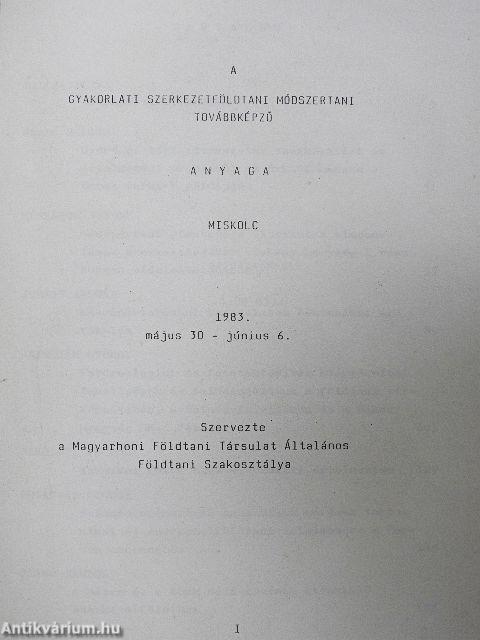 A
GYAKORLATI SZERKEZETFÖLDTANI MÓDSZERTANI
TOVÁBBKÉPZŐ
A N Y A G A
MISKOLC
1983.
május 30 - június 6.
Szervezte
a Magyarhoni Földtani Társulat Általános
Földtani Szakosztálya
I
Antikvárium.hu